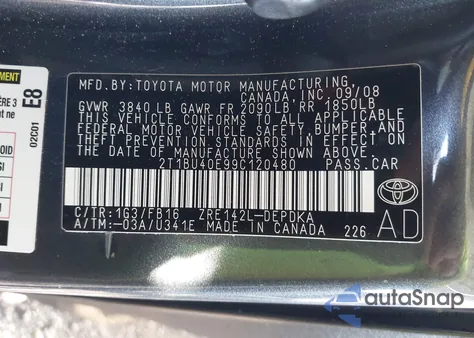 MFD.BY:TOYOTA MOTOR MANUFACTURING
CANADA INC. 09/08
GVWR 3840LB GAWR FR 2090LB RR 1850LB
THIS VEHICLE CONFORMS TO ALL APPLICABLE
FEDERAL MOTOR VEHICLE SAFETY, BUMPER, AND
THEFT PREVENTION STANDARDS IN EFFECT ON
THE DATE OF MANUFACTURE SHOWN ABOVE.
2T1BU40E99C120480 PASS.CAR
C/TR:1G3/FB16 ZRE142L-DEPDKA
A/TM:-03A/U341E MADE IN CANADA 226
AD
E8
02C01
autoSnap